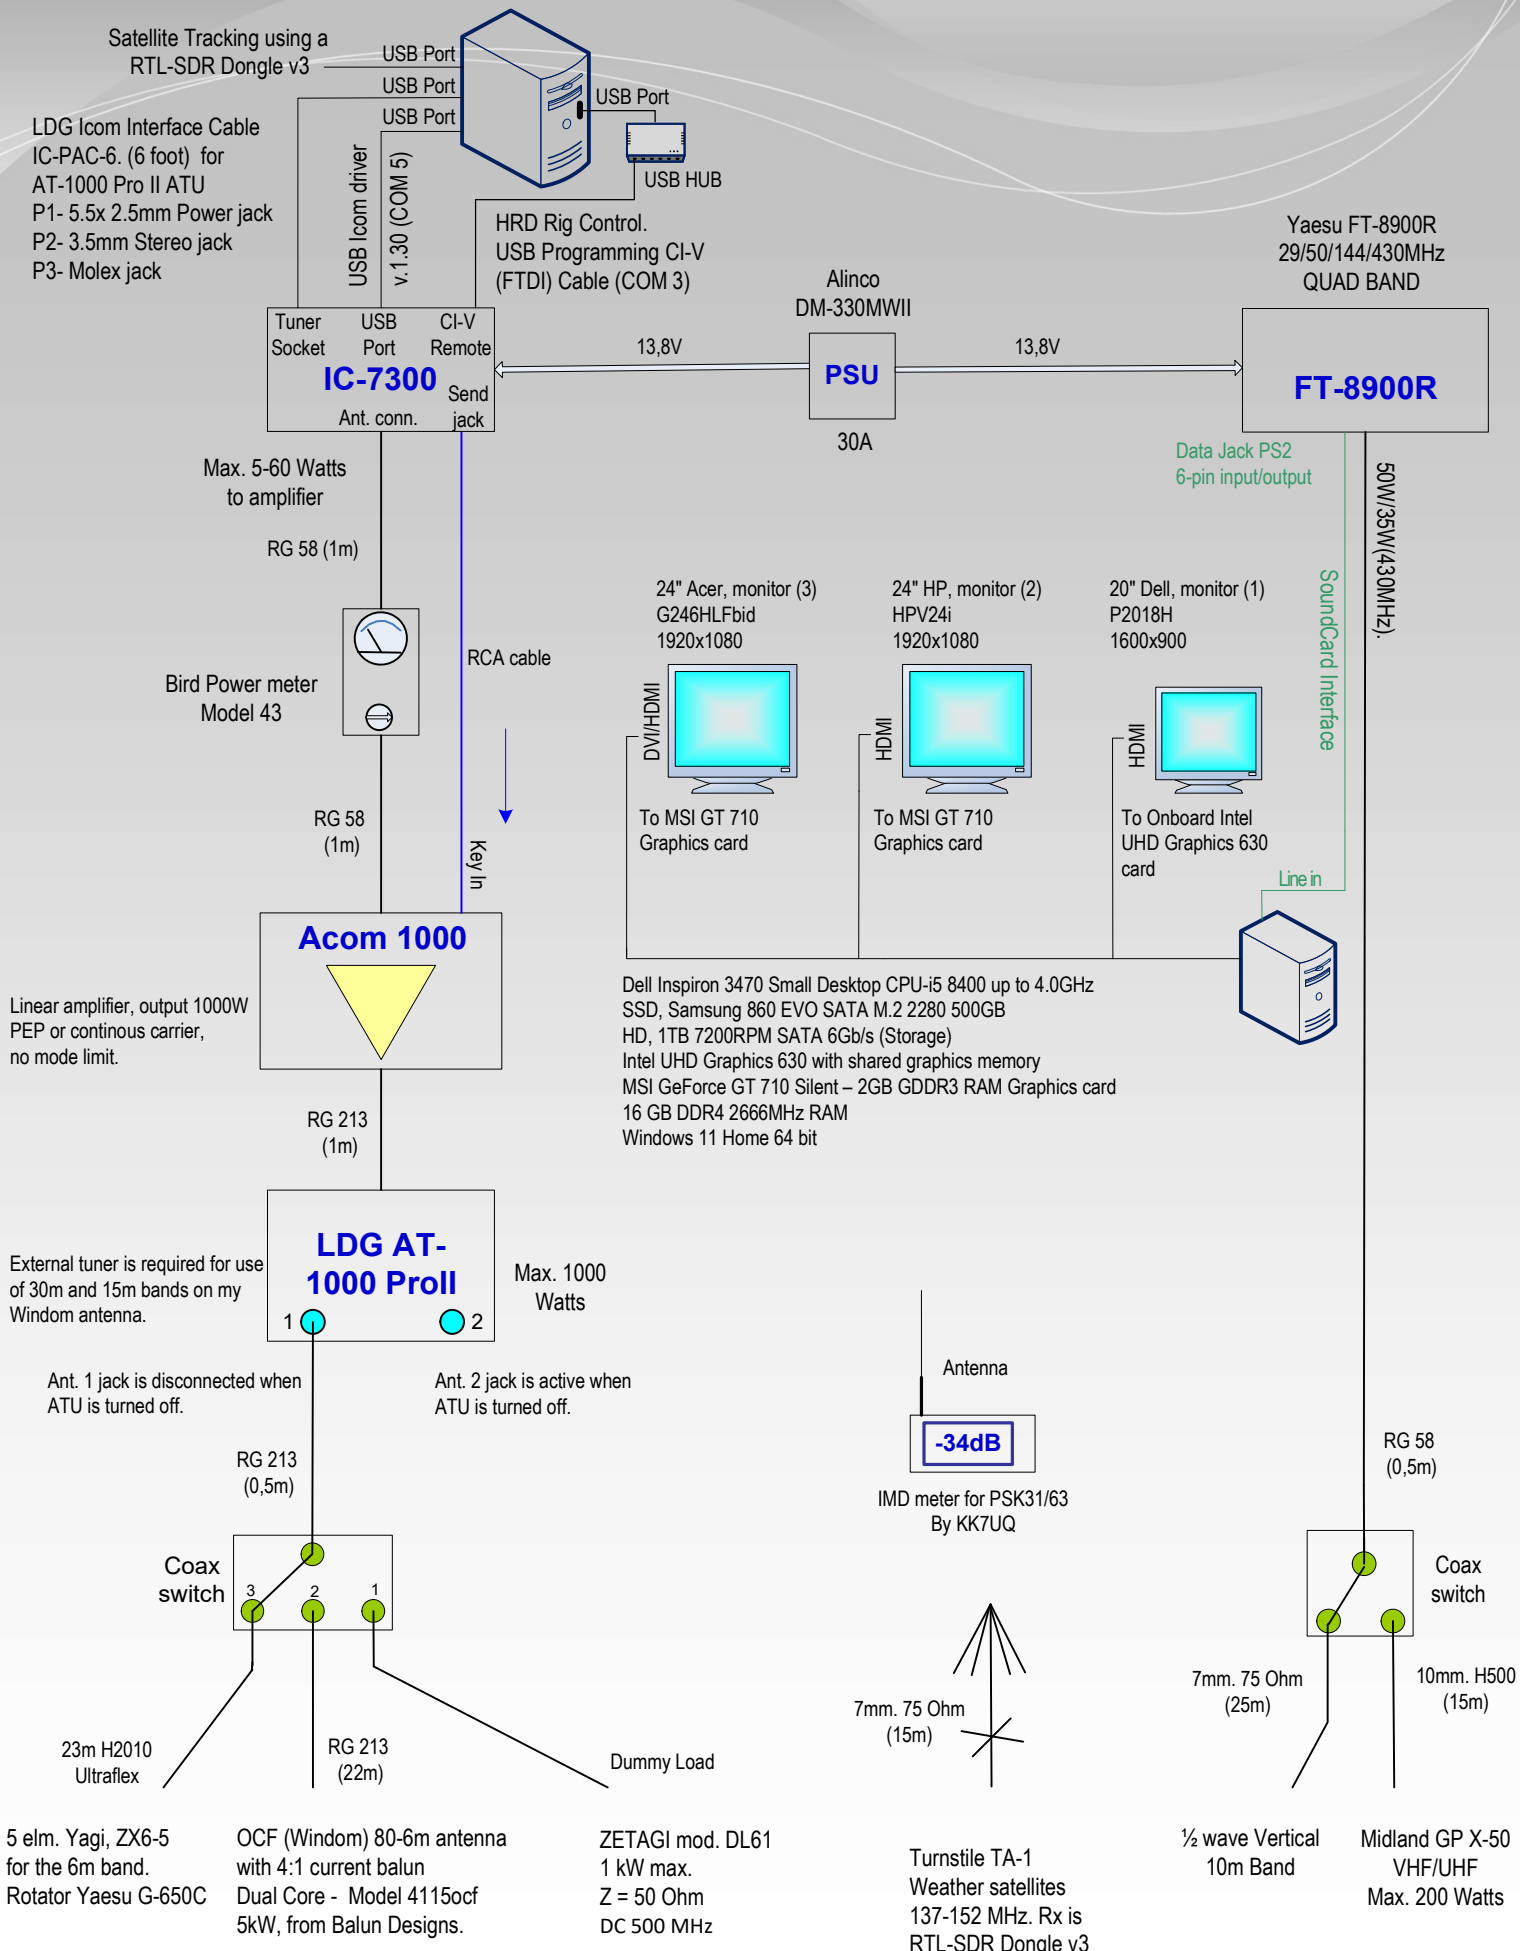 Satellite Tracking using a
RTL-SDR Dongle v3
USB Port
USB Port
USB Port
USB Port
USB HUB
LDG Icom Interface Cable
IC-PAC-6. (6 foot) for
AT-1000 Pro II ATU
P1- 5.5x 2.5mm Power jack
P2- 3.5mm Stereo jack
P3- Molex jack
USB Icom driver
v.1.30 (COM 5)
HRD Rig Control.
USB Programming CI-V
(FTDI) Cable (COM 3)
Alinco
DM-330MWII
Yaesu FT-8900R
29/50/144/430MHz
QUAD BAND
Tuner
Socket
USB
Port
CI-V
Remote
IC-7300
Send
jack
Ant. conn.
13,8V
PSU
13,8V
30A
FT-8900R
Max. 5-60 Watts
to amplifier
RG 58 (1m)
Data Jack PS2
6-pin input/output
50W/35W(430MHz).
SoundCard Interface
Line in
Bird Power meter
Model 43
RCA cable
24" Acer, monitor (3)
G246HLFbid
1920x1080
DVI/HDMI
To MSI GT 710
Graphics card
24" HP, monitor (2)
HPV24i
1920x1080
HDMI
To MSI GT 710
Graphics card
20" Dell, monitor (1)
P2018H
1600x900
HDMI
To Onboard Intel
UHD Graphics 630
card
RG 58
(1m)
Key In
Acom 1000
Linear amplifier, output 1000W
PEP or continous carrier,
no mode limit.
Dell Inspiron 3470 Small Desktop CPU-i5 8400 up to 4.0GHz
SSD, Samsung 860 EVO SATA M.2 2280 500GB
HD, 1TB 7200RPM SATA 6Gb/s (Storage)
Intel UHD Graphics 630 with shared graphics memory
MSI GeForce GT 710 Silent – 2GB GDDR3 RAM Graphics card
16 GB DDR4 2666MHz RAM
Windows 11 Home 64 bit
RG 213
(1m)
LDG AT-
1000 ProII
1
2
External tuner is required for use
of 30m and 15m bands on my
Windom antenna.
Max. 1000
Watts
Ant. 1 jack is disconnected when
ATU is turned off.
Ant. 2 jack is active when
ATU is turned off.
RG 213
(0,5m)
Antenna
-34dB
IMD meter for PSK31/63
By KK7UQ
RG 58
(0,5m)
Coax
switch
3
2
1
Coax
switch
23m H2010
Ultraflex
RG 213
(22m)
Dummy Load
7mm. 75 Ohm
(15m)
7mm. 75 Ohm
(25m)
10mm. H500
(15m)
5 elm. Yagi, ZX6-5
for the 6m band.
Rotator Yaesu G-650C
OCF (Windom) 80-6m antenna
with 4:1 current balun
Dual Core - Model 4115ocf
5kW, from Balun Designs.
ZETAGI mod. DL61
1 kW max.
Z = 50 Ohm
DC 500 MHz
Turnstile TA-1
Weather satellites
137-152 MHz. Rx is
RTL-SDR Dongle v3
½ wave Vertical
10m Band
Midland GP X-50
VHF/UHF
Max. 200 Watts